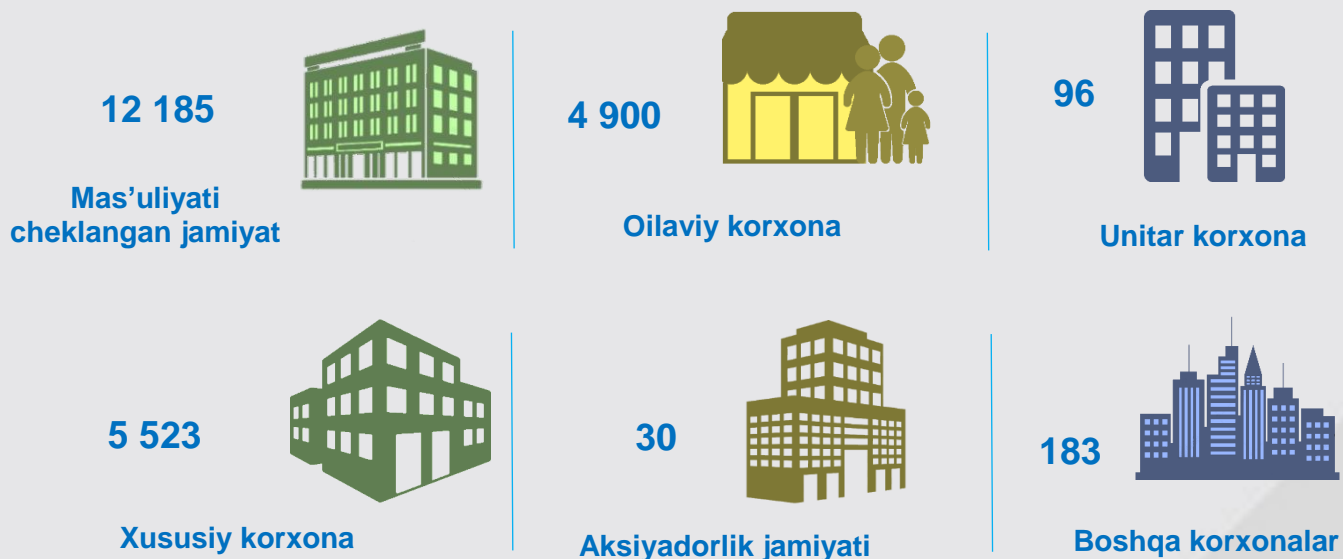 12 185
Mas’uliyati
cheklangan jamiyat
4 900
Oilaviy korxona
96
Unitar korxona
5 523
Xususiy korxona
30
Aksiyadorlik jamiyati
183
Boshqa korxonalar